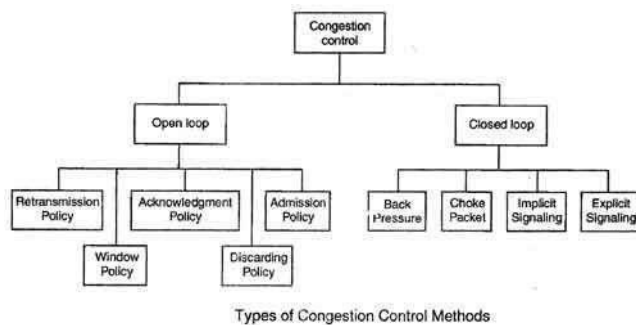 Congestion
control
Open loop
Closed loop
Retransmission
Policy
Acknowledgment
Policy
Admission
Policy
Back
Pressure
Choke
Packet
Implicit
Signaling
Explicit
Signaling
Window
Policy
Discarding
Policy
Types of Congestion Control Methods